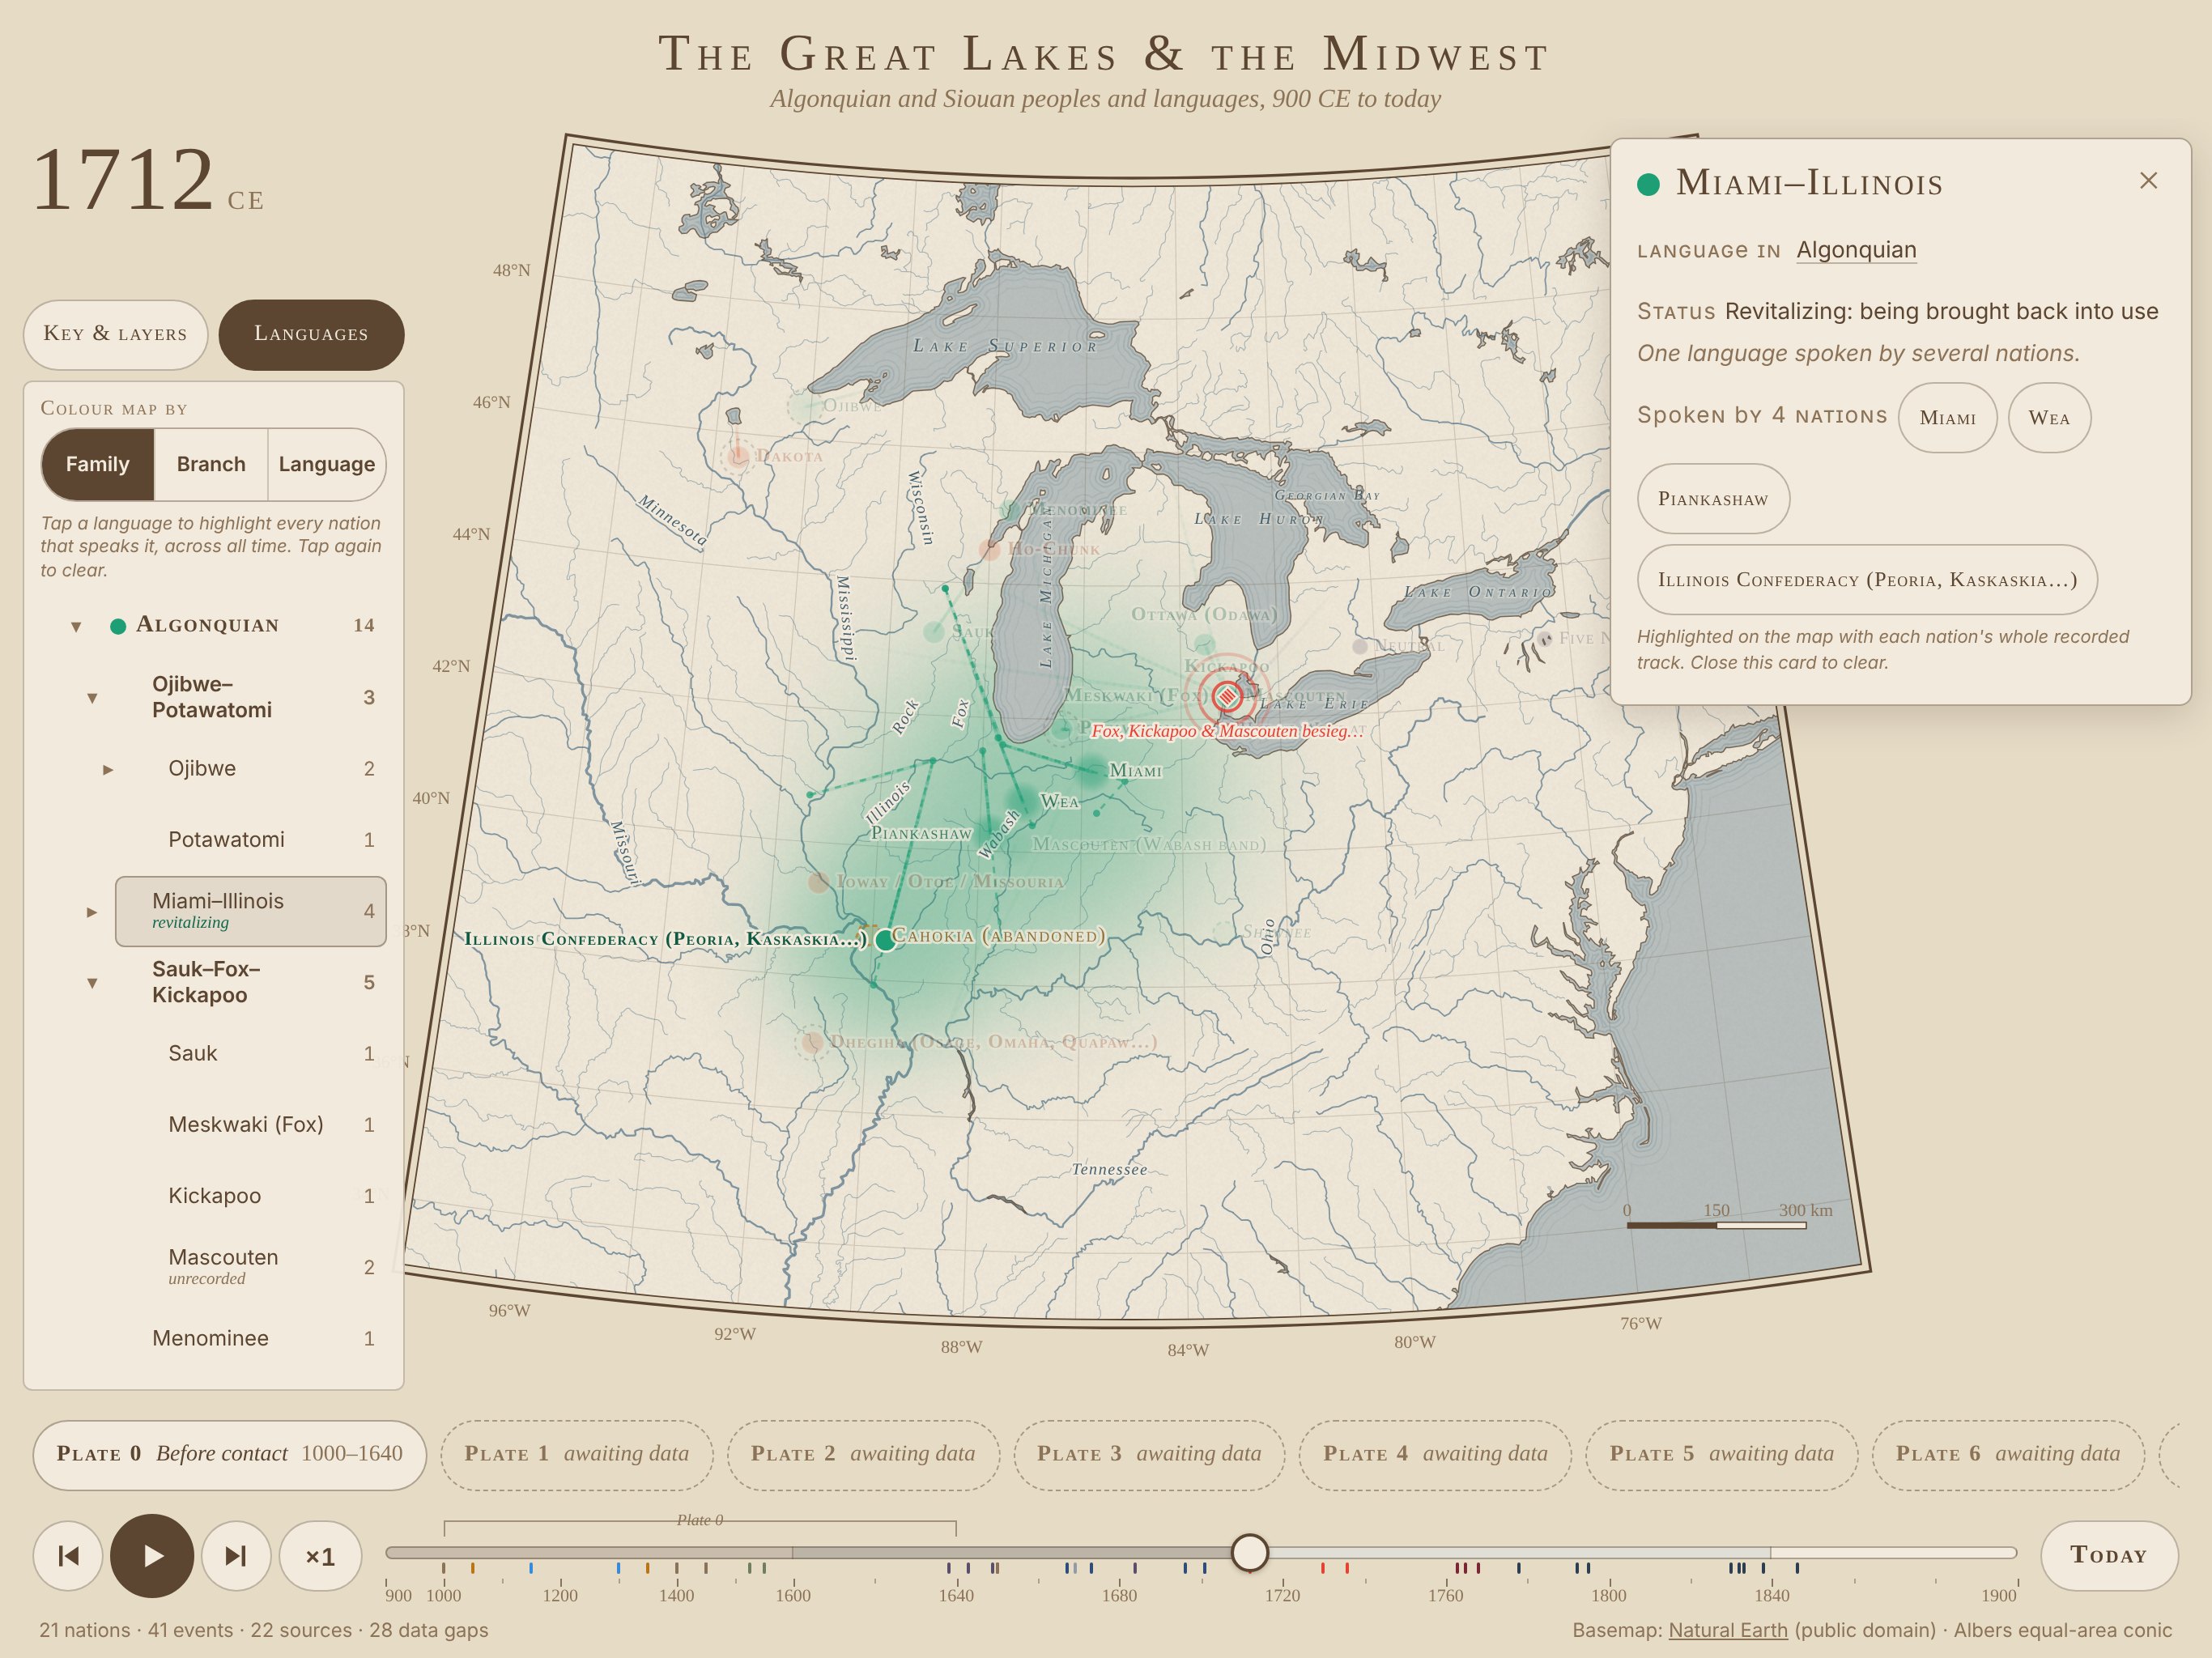 The Great Lakes & the Midwest
Algonquian and Siouan peoples and languages, 900 CE to today
1712 CE
Key & layers
Languages
Colour map by
Family
Branch
Language
Tap a language to highlight every nation
that speaks it, across all time. Tap again
to clear.
Algonquian 14
Ojibwe–
Potawatomi 3
Ojibwe 2
Potawatomi 1
Miami–Illinois 4
revitalizing
Sauk–Fox–
Kickapoo 5
Sauk 1
Meskwaki (Fox) 1
Kickapoo 1
Mascouten 2
unrecorded
Menominee 1
48°N
46°N
44°N
42°N
40°N
96°W
92°W
88°W
84°W
80°W
76°W
Lake Superior
Ojibwe
Dakota
Minnesota
Wisconsin
Mississippi
Menominee
Ho-Chunk
Lake Michigan
Georgian Bay
Lake Huron
Lake Ontario
Ottawa (Odawa)
Sauk
Neutral
Five N
Kickapoo
Meskwaki (Fox)
Mascouten
Lake Erie
Fox, Kickapoo & Mascouten besieg…
Rock
Fox
Miami
Wea
Illinois
Piankashaw
Wabash
Mascouten (Wabash band)
Missouri
Ioway / Otoe / Missouria
Illinois Confederacy (Peoria, Kaskaskia…)
Cahokia (abandoned)
Shawnee
Ohio
Dhegiha (Osage, Omaha, Quapaw…)
Tennessee
0 150 300 km
Miami–Illinois
Language in Algonquian
Status Revitalizing: being brought back into use
One language spoken by several nations.
Spoken by 4 nations
Miami
Wea
Piankashaw
Illinois Confederacy (Peoria, Kaskaskia…)
Highlighted on the map with each nation's whole recorded
track. Close this card to clear.
Plate 0 Before contact 1000–1640
Plate 1 awaiting data
Plate 2 awaiting data
Plate 3 awaiting data
Plate 4 awaiting data
Plate 5 awaiting data
Plate 6 awaiting data
×1
Plate 0
900 1000 1200 1400 1600 1640 1680 1720 1760 1800 1840 1900
Today
21 nations · 41 events · 22 sources · 28 data gaps
Basemap: Natural Earth (public domain) · Albers equal-area conic